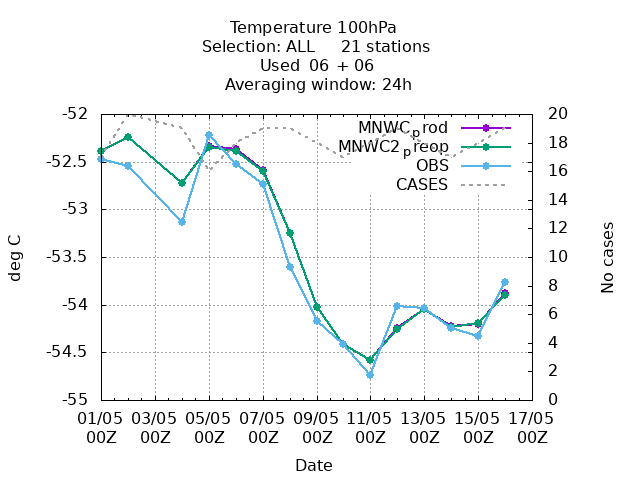 Temperature 100hPa
Selection: ALL 21 stations
Used 06 + 06
Averaging window: 24h
-52
-52.5
-53
-53.5
-54
-54.5
-55
20
18
16
14
12
10
8
6
4
2
0
MNWC_prod
MNWC2_preop
OBS
CASES
deg C
No cases
01/05 03/05 05/05 07/05 09/05 11/05 13/05 15/05 17/05
00Z 00Z 00Z 00Z 00Z 00Z 00Z 00Z 00Z
Date